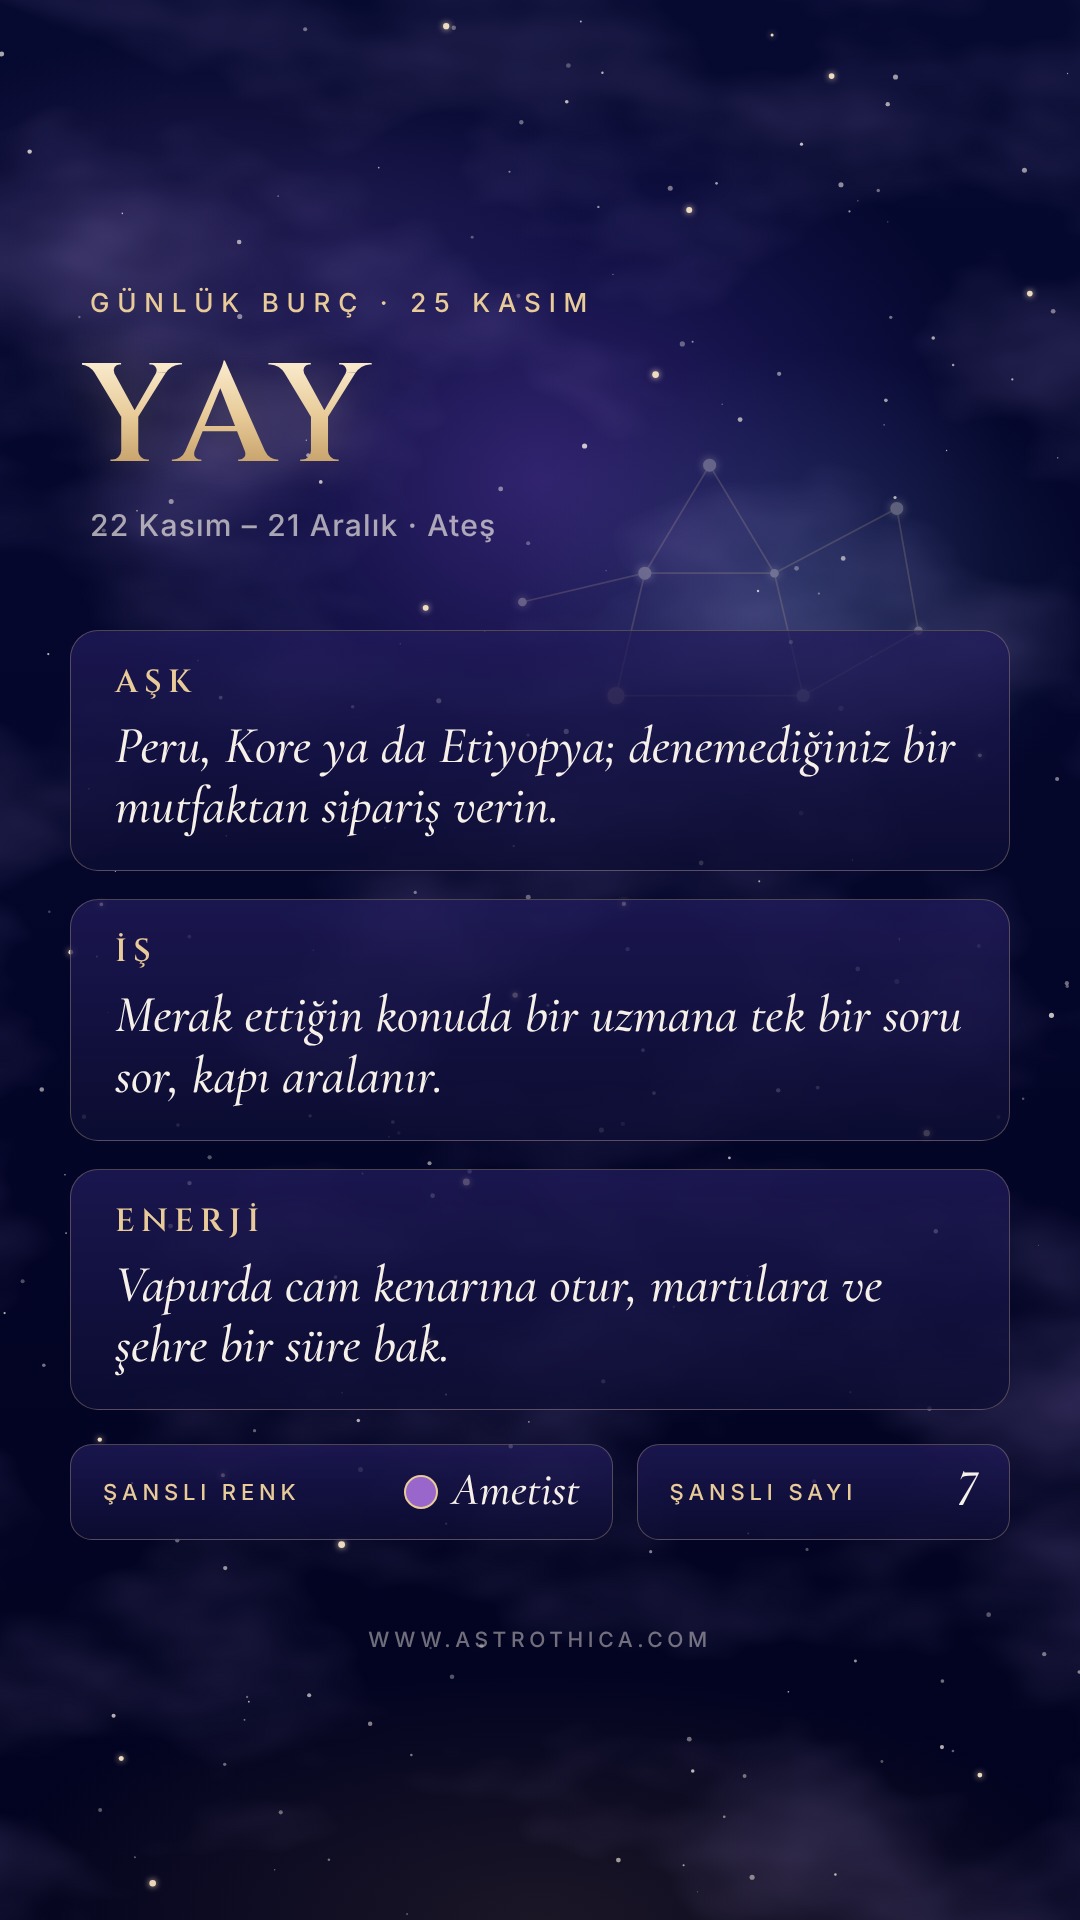 GÜNLÜK BURÇ · 25 KASIM
YAY
22 Kasım – 21 Aralık · Ateş
AŞK
Peru, Kore ya da Etiyopya; denemediğiniz bir
mutfaktan sipariş verin.
İŞ
Merak ettiğin konuda bir uzmana tek bir soru
sor, kapı aralanır.
ENERJİ
Vapurda cam kenarına otur, martılara ve
şehre bir süre bak.
ŞANSLI RENK
Ametist
ŞANSLI SAYI
7
WWW.ASTROTHICA.COM